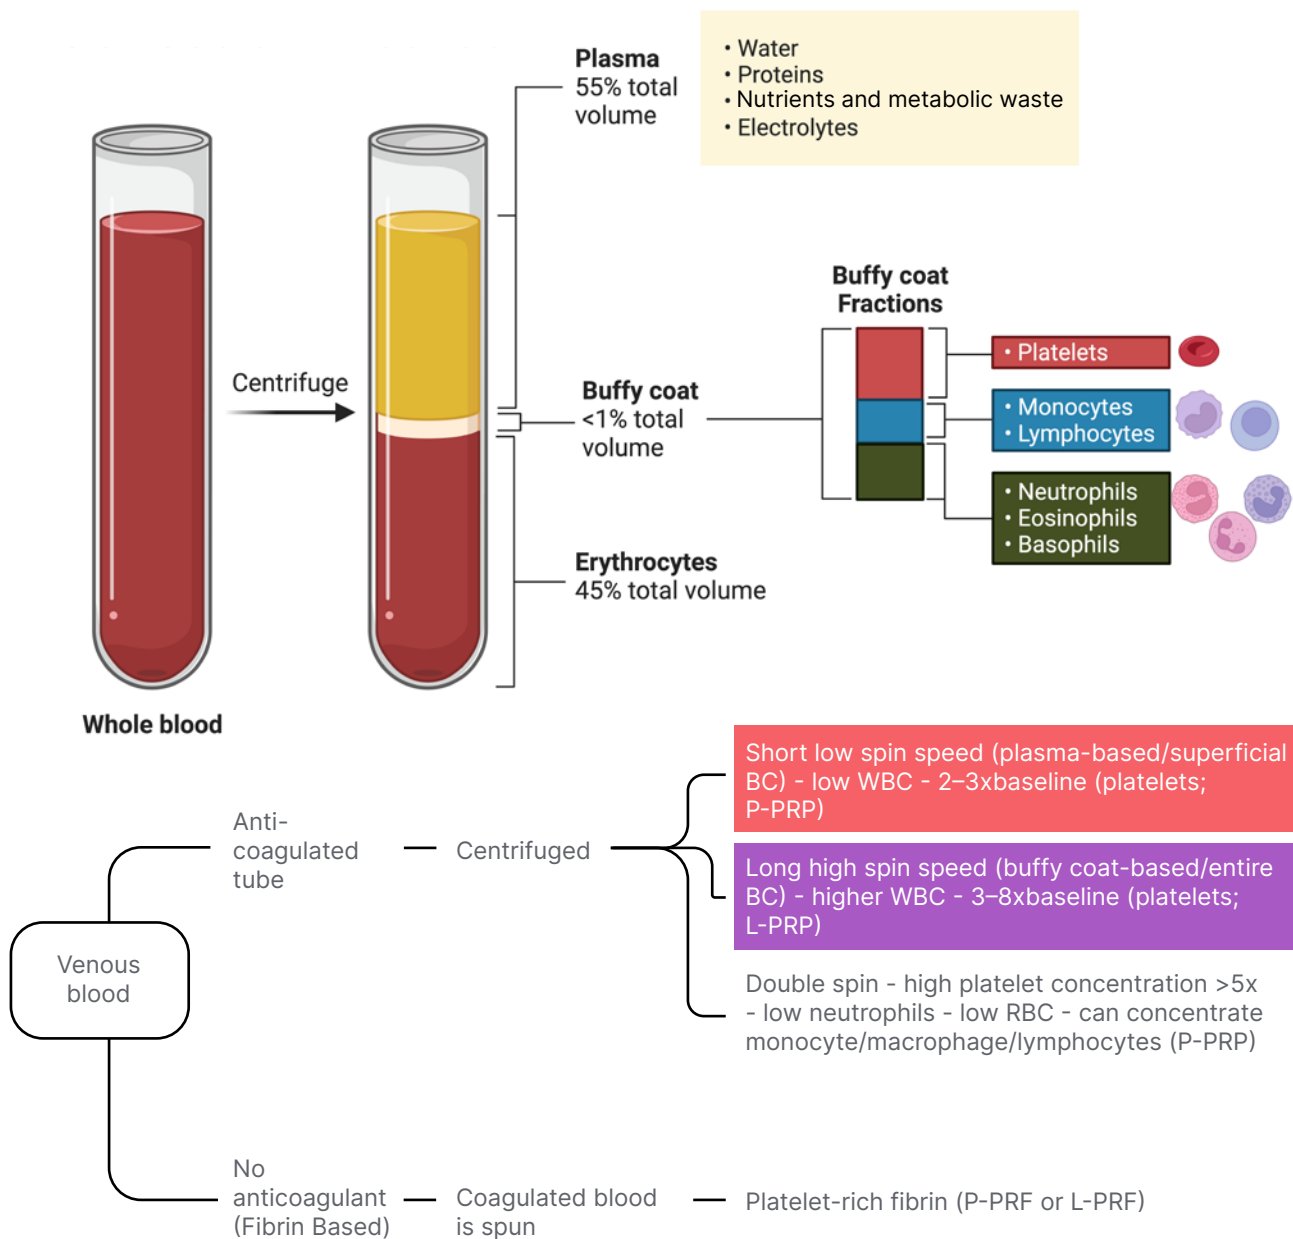 Plasma
55% total
volume
• Water
• Proteins
• Nutrients and metabolic waste
• Electrolytes
Centrifuge
Buffy coat
<1% total
volume
Buffy coat
Fractions
• Platelets
• Monocytes
• Lymphocytes
• Neutrophils
• Eosinophils
• Basophils
Erythrocytes
45% total volume
Whole blood
Venous
blood
Anti-
coagulated
tube
Centrifuged
Short low spin speed (plasma-based/superficial
BC) - low WBC - 2–3xbaseline (platelets;
P-PRP)
Long high spin speed (buffy coat-based/entire
BC) - higher WBC - 3–8xbaseline (platelets;
L-PRP)
Double spin - high platelet concentration >5x
- low neutrophils - low RBC - can concentrate
monocyte/macrophage/lymphocytes (P-PRP)
No
anticoagulant
(Fibrin Based)
Coagulated blood
is spun
Platelet-rich fibrin (P-PRF or L-PRF)